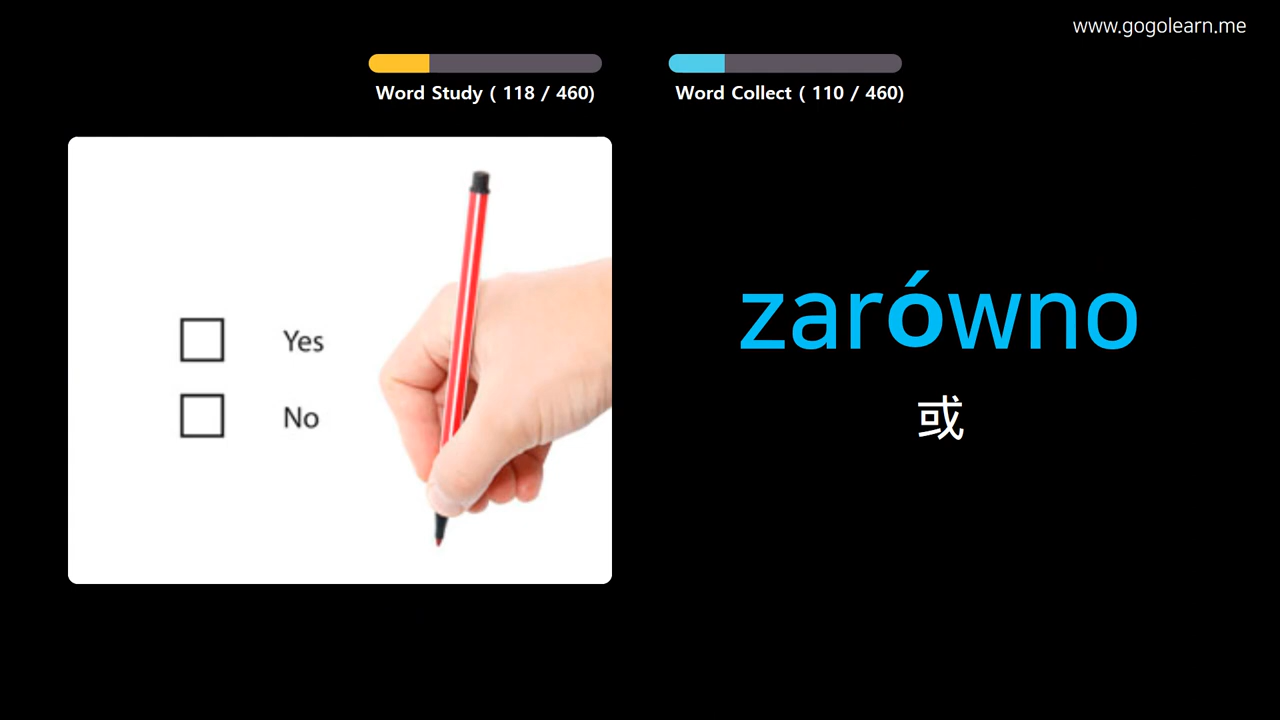 www.gogolearn.me
Word Study ( 118 / 460)
Word Collect ( 110 / 460)
Yes
No
zarówno
或